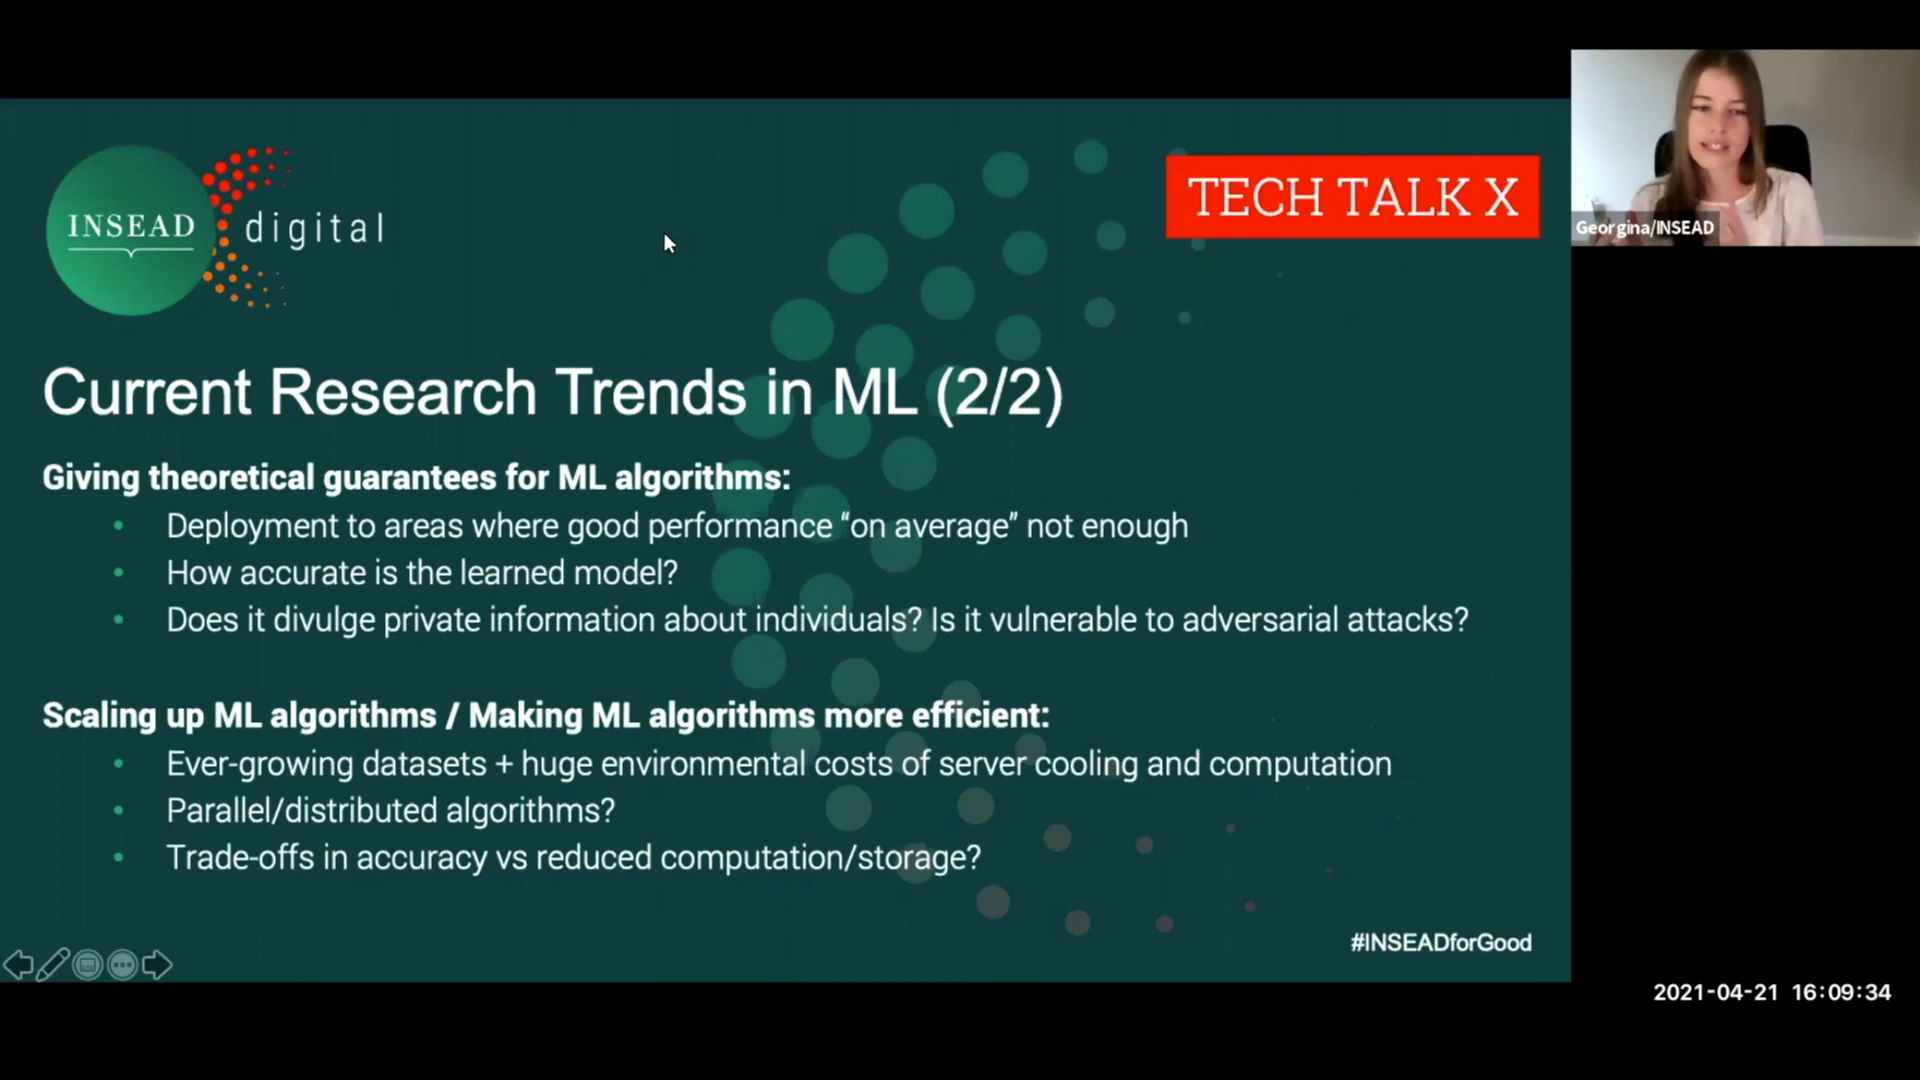 INSEAD
digital
TECH TALK X
Georgina/INSEAD
Current Research Trends in ML (2/2)
Giving theoretical guarantees for ML algorithms:
• Deployment to areas where good performance “on average” not enough
• How accurate is the learned model?
• Does it divulge private information about individuals? Is it vulnerable to adversarial attacks?
Scaling up ML algorithms / Making ML algorithms more efficient:
• Ever-growing datasets + huge environmental costs of server cooling and computation
• Parallel/distributed algorithms?
• Trade-offs in accuracy vs reduced computation/storage?
#INSEADforGood
2021-04-21 16:09:34